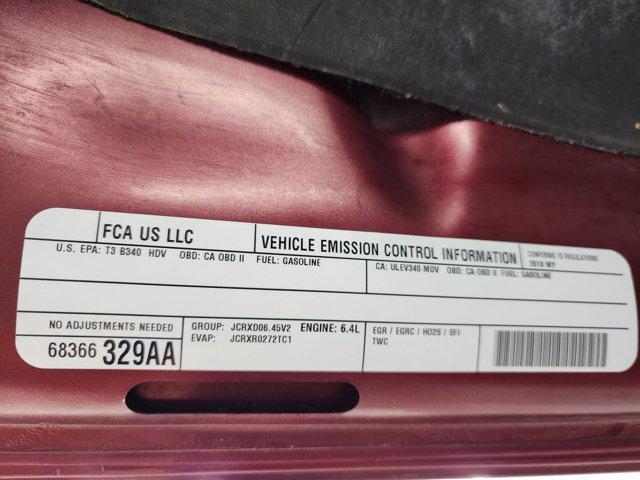 FCA US LLC
VEHICLE EMISSION CONTROL INFORMATION
CONFORMS TO REGULATIONS:
2018 MY
U.S. EPA: T3 B340 HDV OBD: CA OBD II FUEL: GASOLINE
CA: ULEV340 MDV OBD: CA OBD II FUEL: GASOLINE
NO ADJUSTMENTS NEEDED
68366 329AA
GROUP: JCRXD06.45V2 ENGINE: 6.4L
EVAP: JCRXR0272TC1
EGR / EGRC / HO2S / SFI
TWC